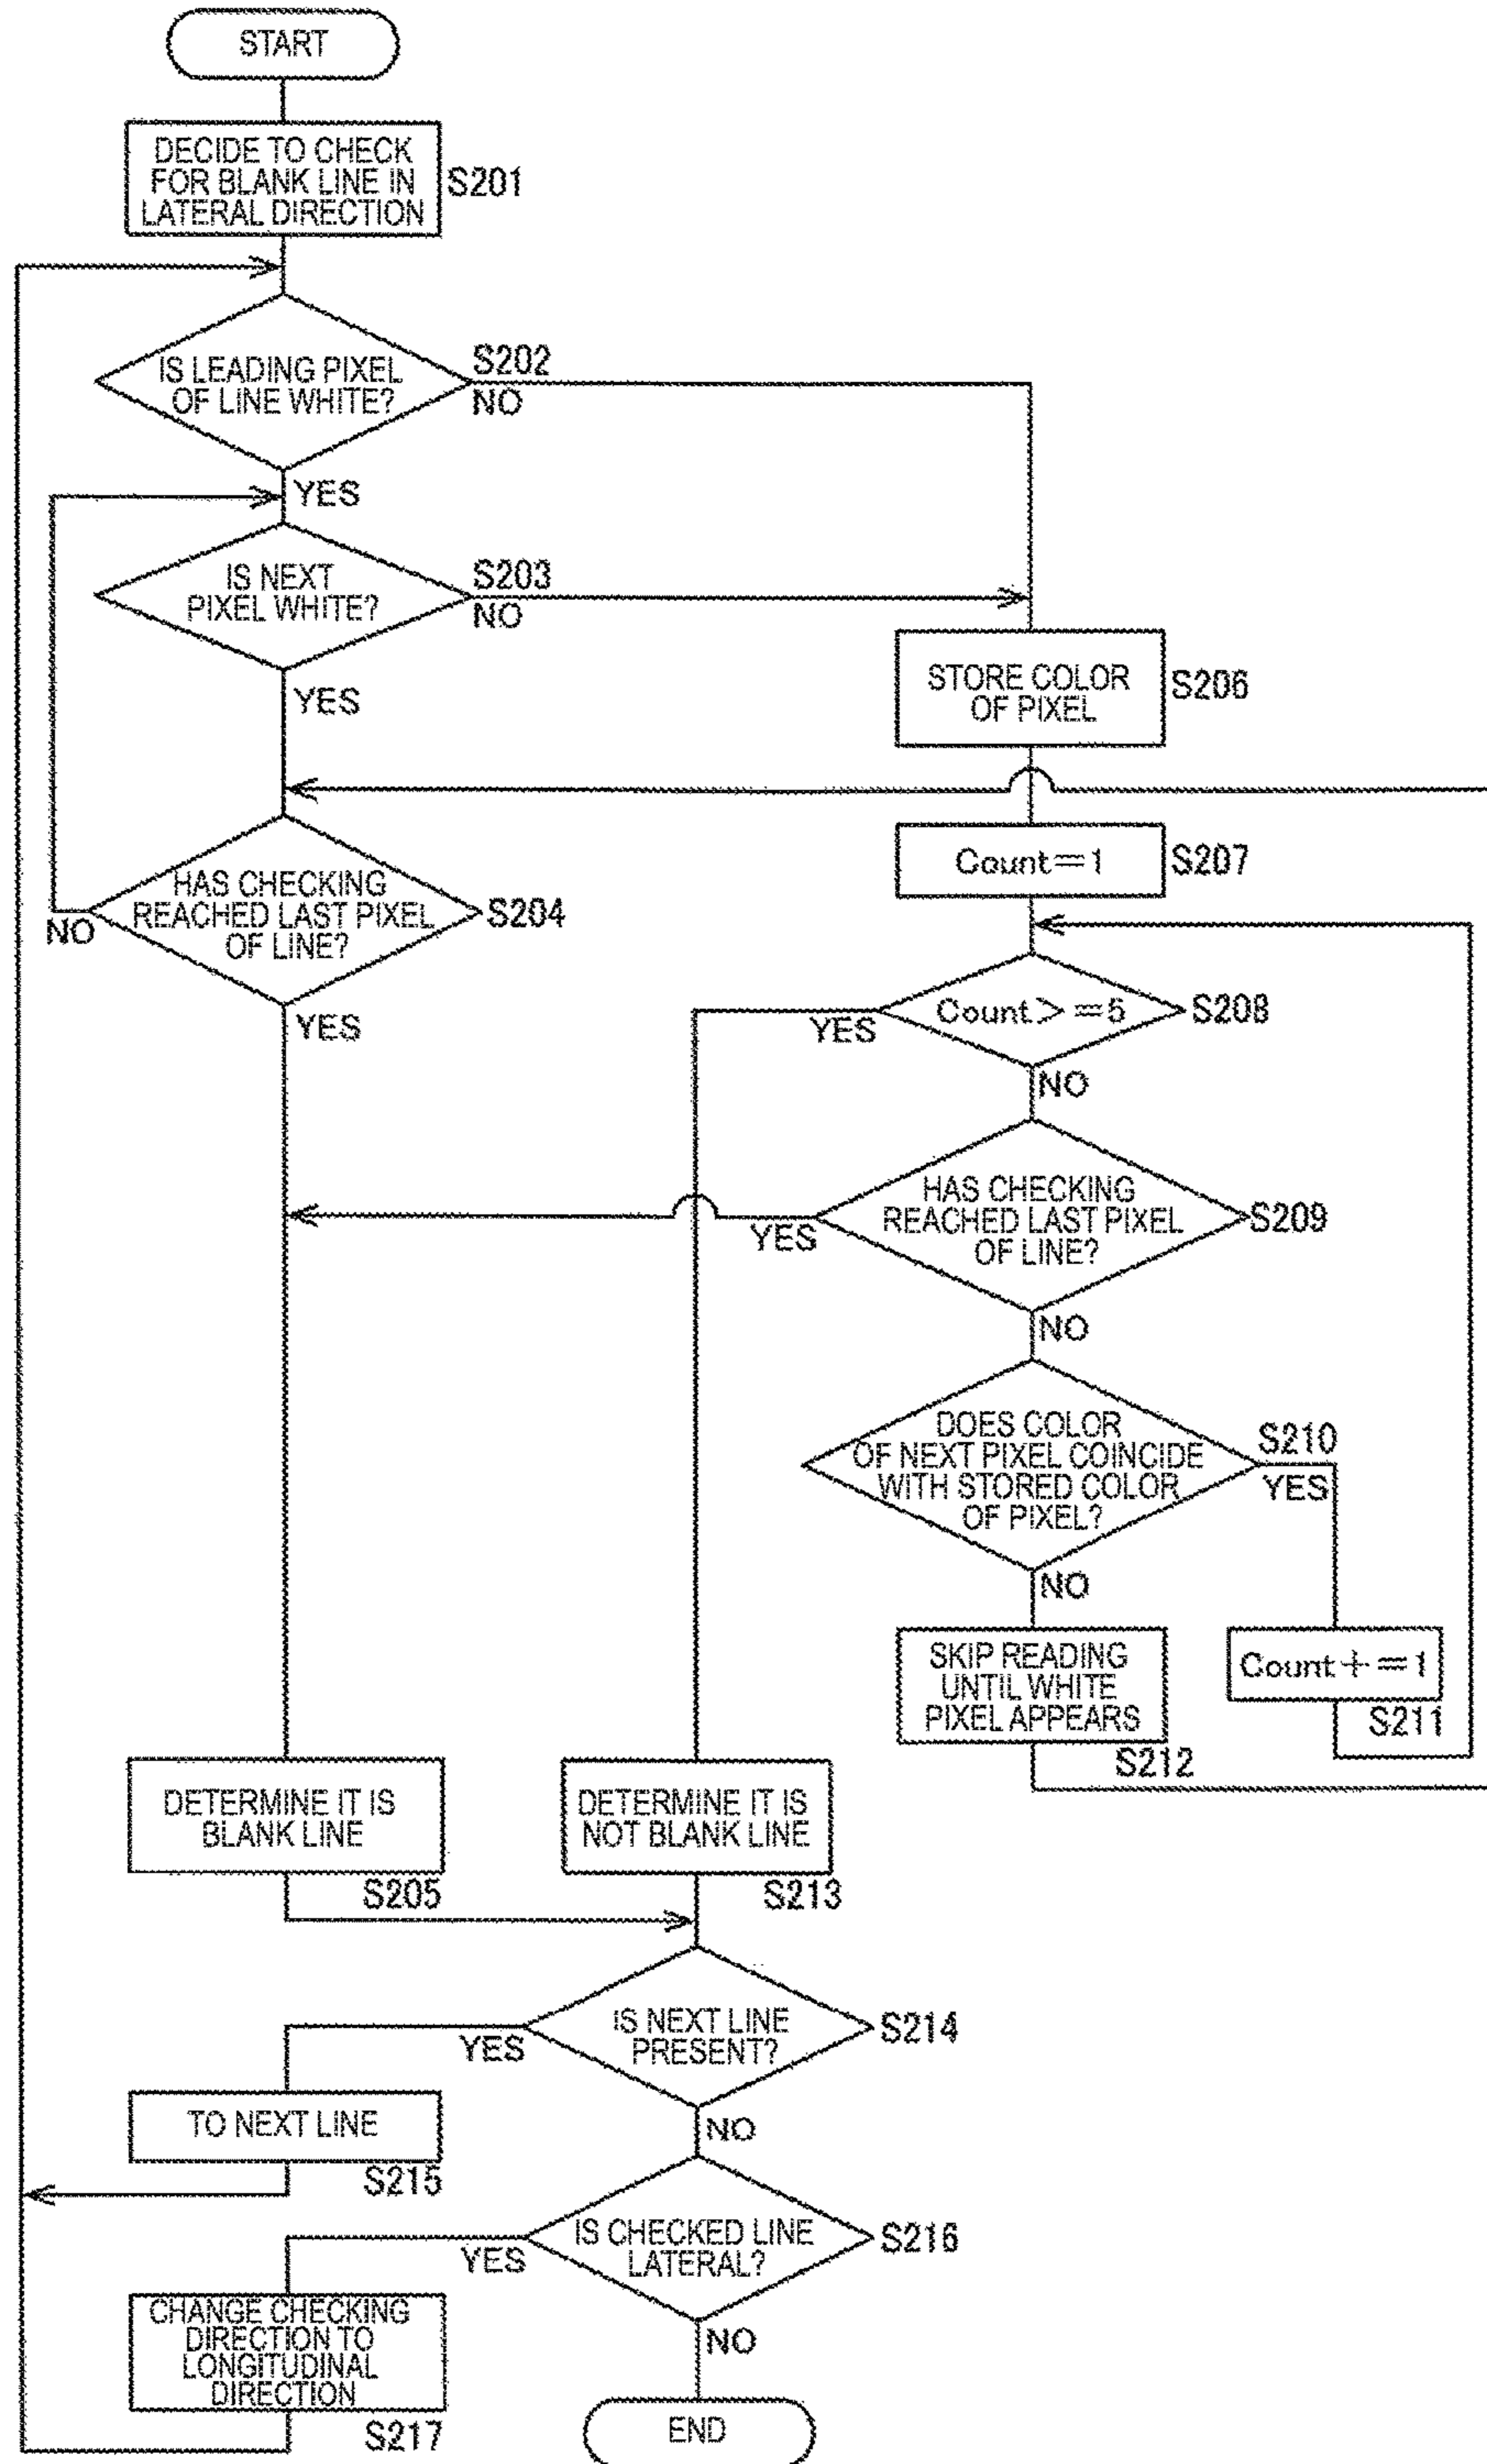 START
DECIDE TO CHECK
FOR BLANK LINE IN
LATERAL DIRECTION
S201
IS LEADING PIXEL
OF LINE WHITE?
S202
NO
YES
IS NEXT
PIXEL WHITE?
S203
NO
YES
STORE COLOR
OF PIXEL
S206
Count=1
S207
HAS CHECKING
REACHED LAST PIXEL
OF LINE?
S204
NO
YES
Count>=5
S208
YES
NO
HAS CHECKING
REACHED LAST PIXEL
OF LINE?
S209
YES
NO
DOES COLOR
OF NEXT PIXEL COINCIDE
WITH STORED COLOR
OF PIXEL?
S210
YES
NO
SKIP READING
UNTIL WHITE
PIXEL APPEARS
S212
Count+=1
S211
DETERMINE IT IS
BLANK LINE
S205
DETERMINE IT IS
NOT BLANK LINE
S213
IS NEXT LINE
PRESENT?
S214
YES
NO
TO NEXT LINE
S215
IS CHECKED LINE
LATERAL?
S216
YES
NO
CHANGE CHECKING
DIRECTION TO
LONGITUDINAL
DIRECTION
S217
END